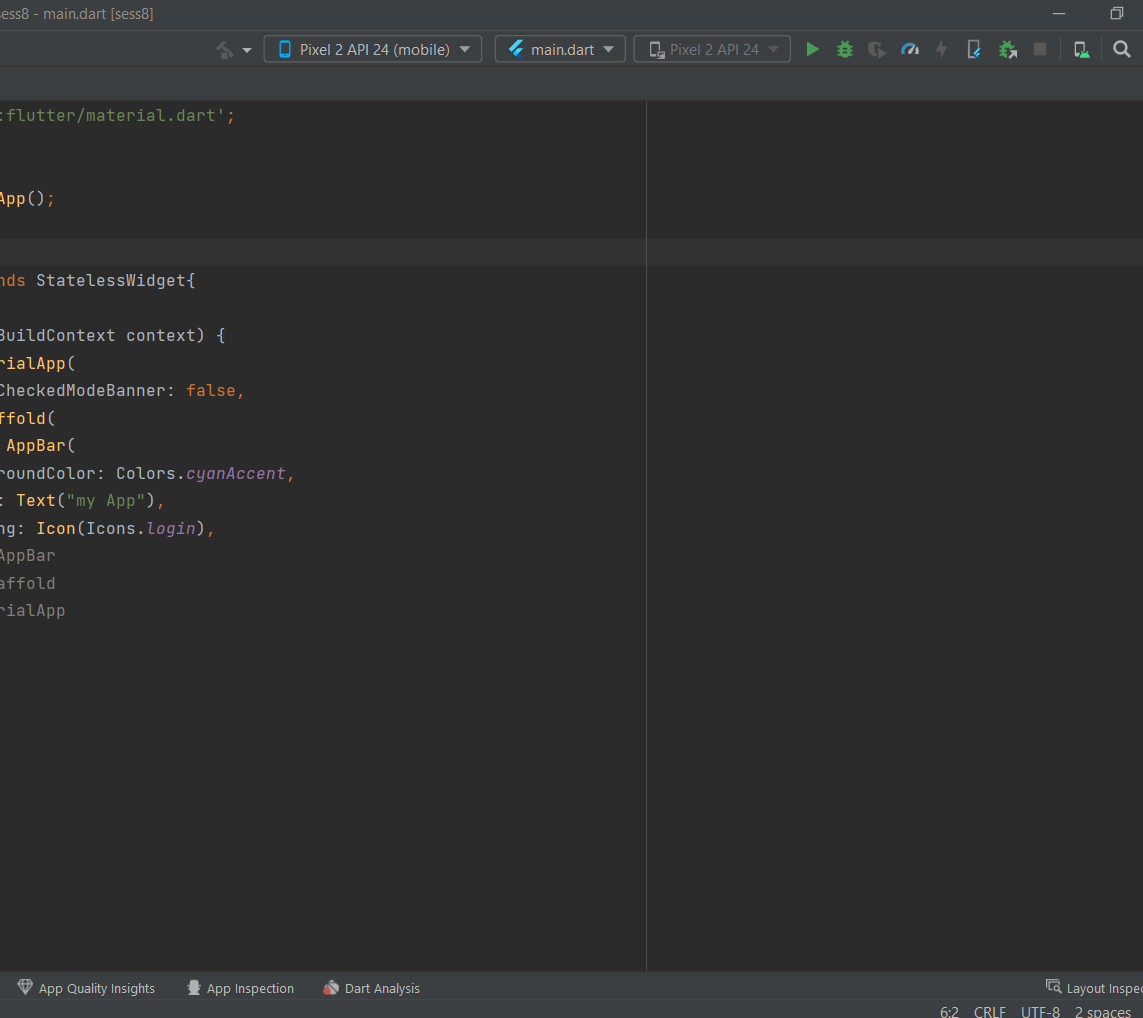 sess8 - main.dart [sess8]
Pixel 2 API 24 (mobile) main.dart Pixel 2 API 24
:flutter/material.dart';
App();
nds StatelessWidget{
BuildContext context) {
rialApp(
CheckedModeBanner: false,
ffold(
AppBar(
roundColor: Colors.cyanAccent,
: Text("my App"),
ng: Icon(Icons.login),
AppBar
affold
rialApp
App Quality Insights App Inspection Dart Analysis Layout Inspec
6:2 CRLF UTF-8 2 spaces